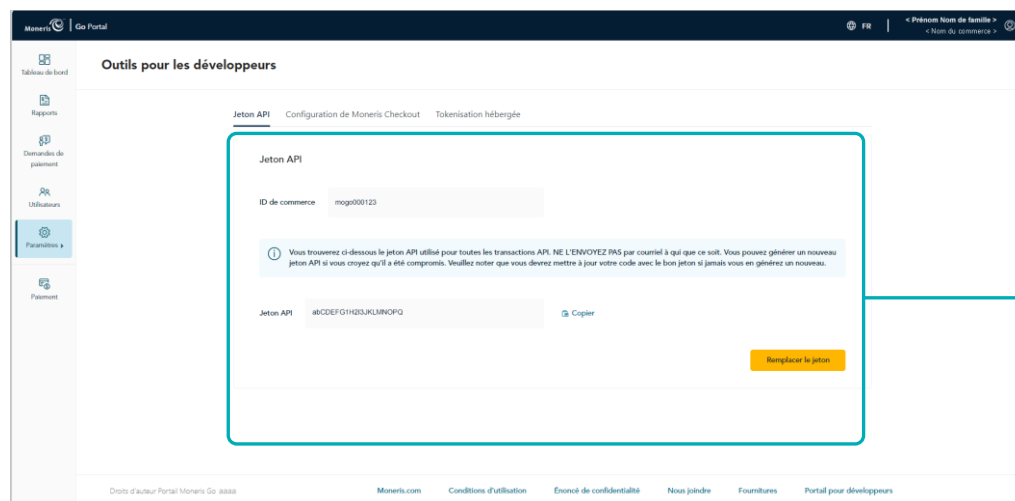 Moneris Go Portal
FR
< Prénom Nom de famille >
< Nom du commerce >
Tableau de bord
Rapports
Demandes de
paiement
Utilisateurs
Paramètres
Paiement
Outils pour les développeurs
Jeton API Configuration de Moneris Checkout Tokenisation hébergée
Jeton API
ID de commerce mogo000123
Vous trouverez ci-dessous le jeton API utilisé pour toutes les transactions API. NE L'ENVOYEZ PAS par courriel à qui que ce soit. Vous pouvez générer un nouveau
jeton API si vous croyez qu'il a été compromis. Veuillez noter que vous devrez mettre à jour votre code avec le bon jeton si jamais vous en générez un nouveau.
Jeton API abCDEFG1H2I3JKLMNOPQ Copier
Remplacer le jeton
Droits d'auteur Portail Moneris Go aaaa Moneris.com Conditions d'utilisation Énoncé de confidentialité Nous joindre Fournitures Portail pour développeurs